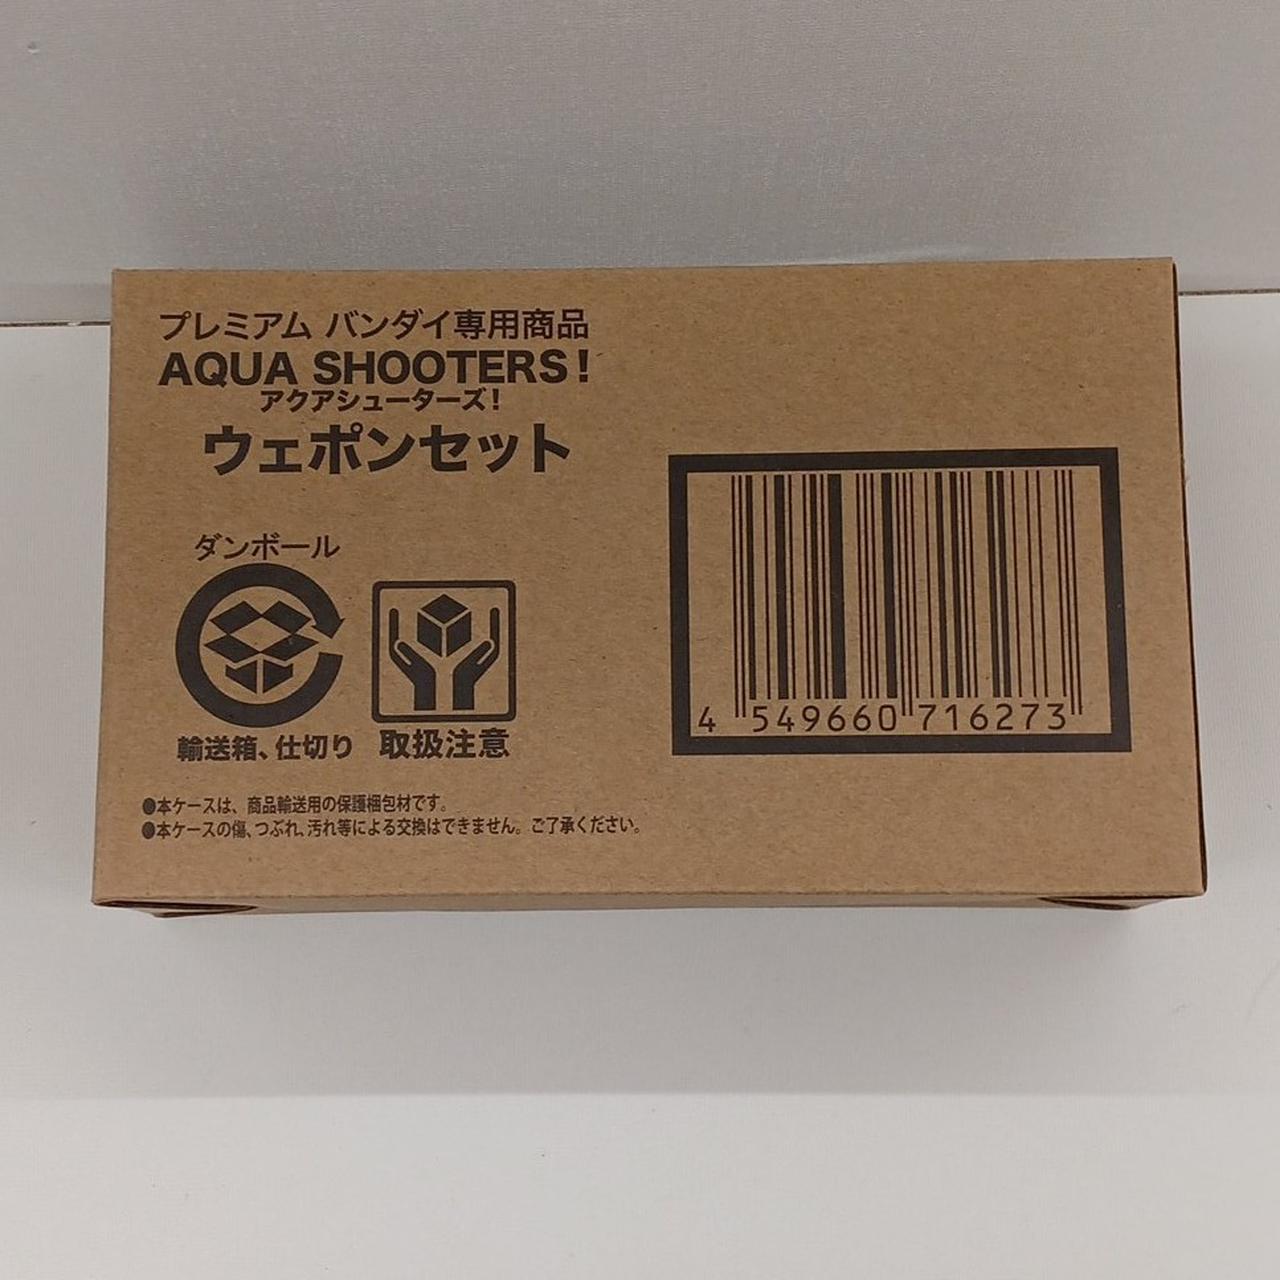 プレミアム バンダイ専用商品
AQUA SHOOTERS!
アクアシューターズ!
ウェポンセット
ダンボール
輸送箱、仕切り
取扱注意
4 549660 716273
●本ケースは、商品輸送用の保護梱包材です。
●本ケースの傷、つぶれ、汚れ等による交換はできません。ご了承ください。